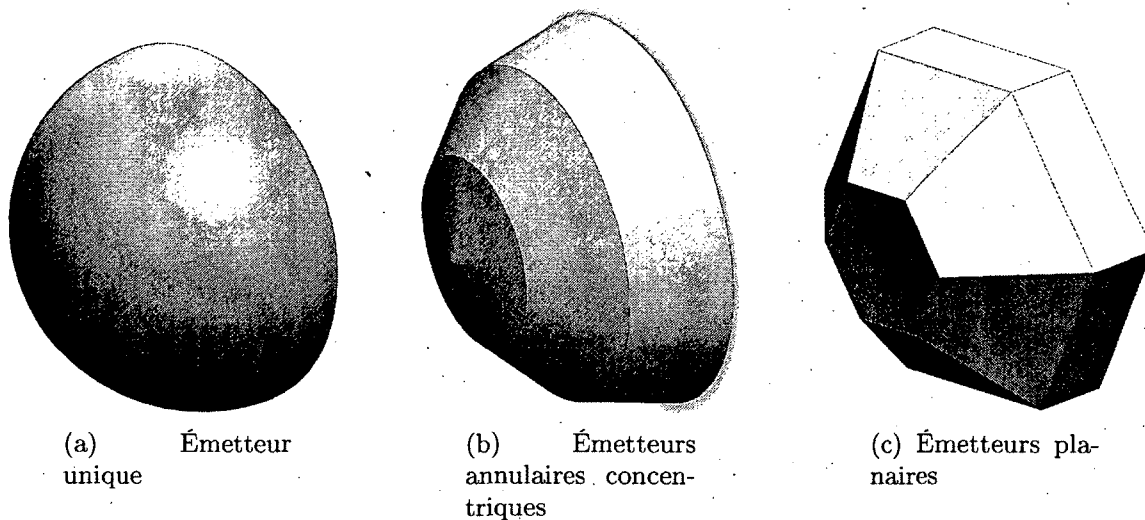 (a) Émetteur
unique
(b) Émetteurs
annulaires concen-
triques
(c) Émetteurs pla-
naires